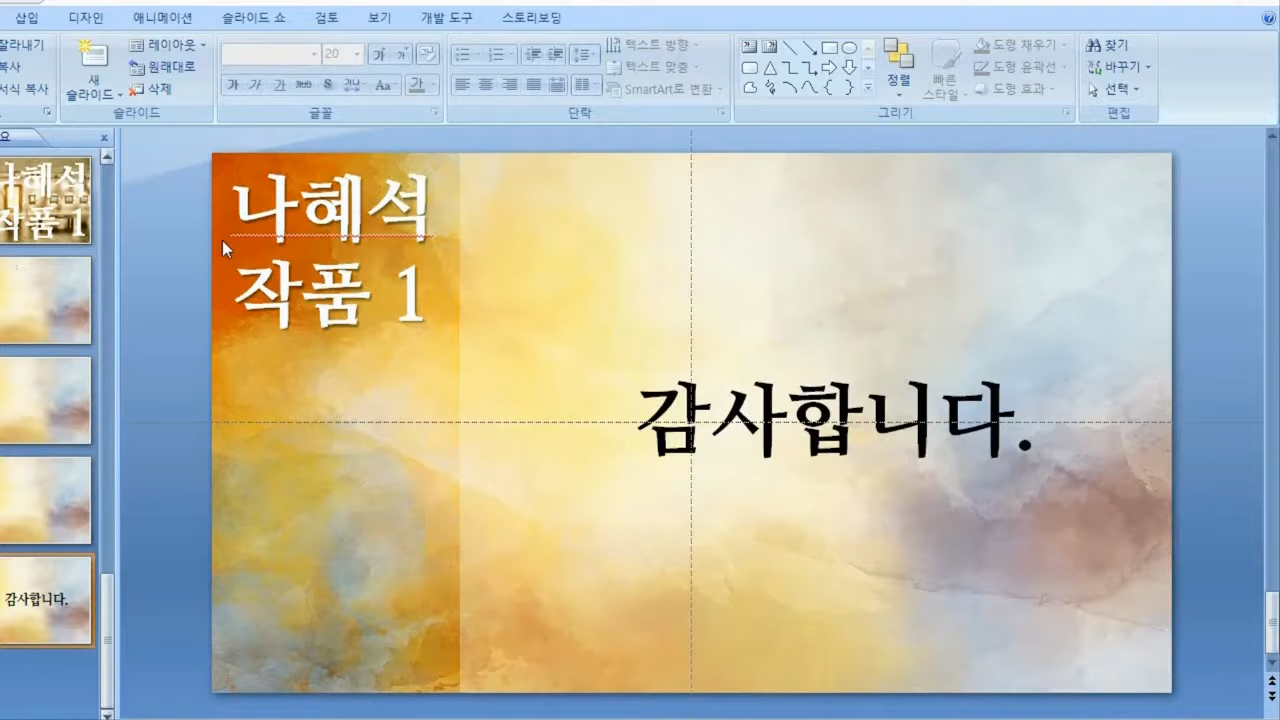 삽입 디자인 애니메이션 슬라이드 쇼 검토 보기 개발 도구 스토리보딩
잘라내기
복사
서식 복사
새
슬라이드
레이아웃
원래대로
삭제
슬라이드
20
가 가 가 가
글꼴
텍스트 방향
텍스트 맞춤
SmartArt로 변환
단락
정렬
빠른
스타일
도형 채우기
도형 윤곽선
도형 효과
그리기
찾기
바꾸기
선택
편집
나혜석
작품 1
감사합니다.
나혜석
작품 1
감사합니다.